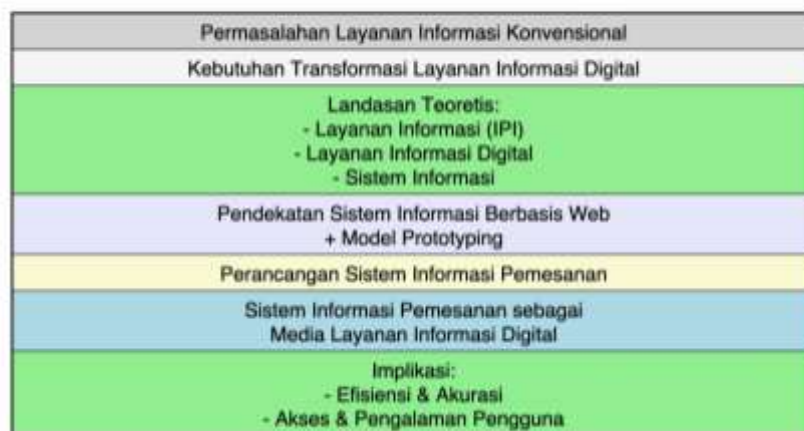 Permasalahan Layanan Informasi Konvensional
Kebutuhan Transformasi Layanan Informasi Digital
Landasan Teoretis:
- Layanan Informasi (IPI)
- Layanan Informasi Digital
- Sistem Informasi
Pendekatan Sistem Informasi Berbasis Web
+ Model Prototyping
Perancangan Sistem Informasi Pemesanan
Sistem Informasi Pemesanan sebagai
Media Layanan Informasi Digital
Implikasi:
- Efisiensi & Akurasi
- Akses & Pengalaman Pengguna